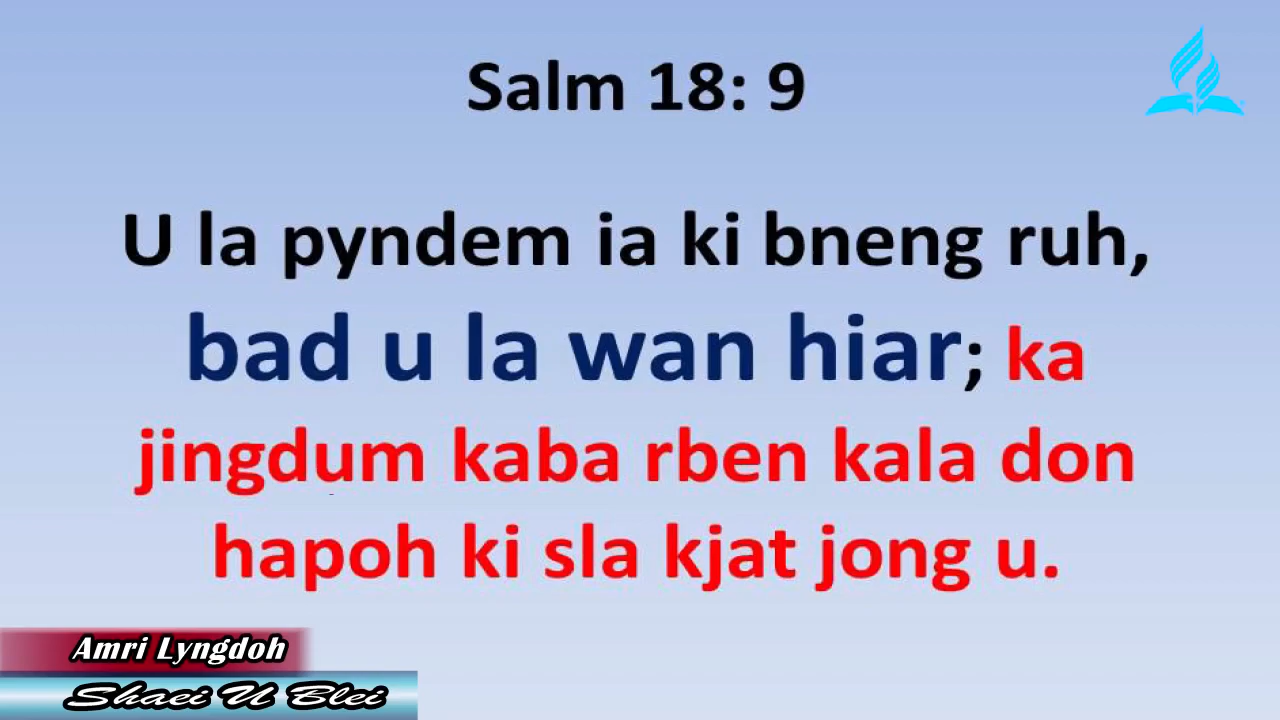 Salm 18: 9
U la pyndem ia ki bneng ruh,
bad u la wan hiar; ka
jingdum kaba rben kala don
hapoh ki sla kjat jong u.
Amri Lyngdoh
Shaei U Blei